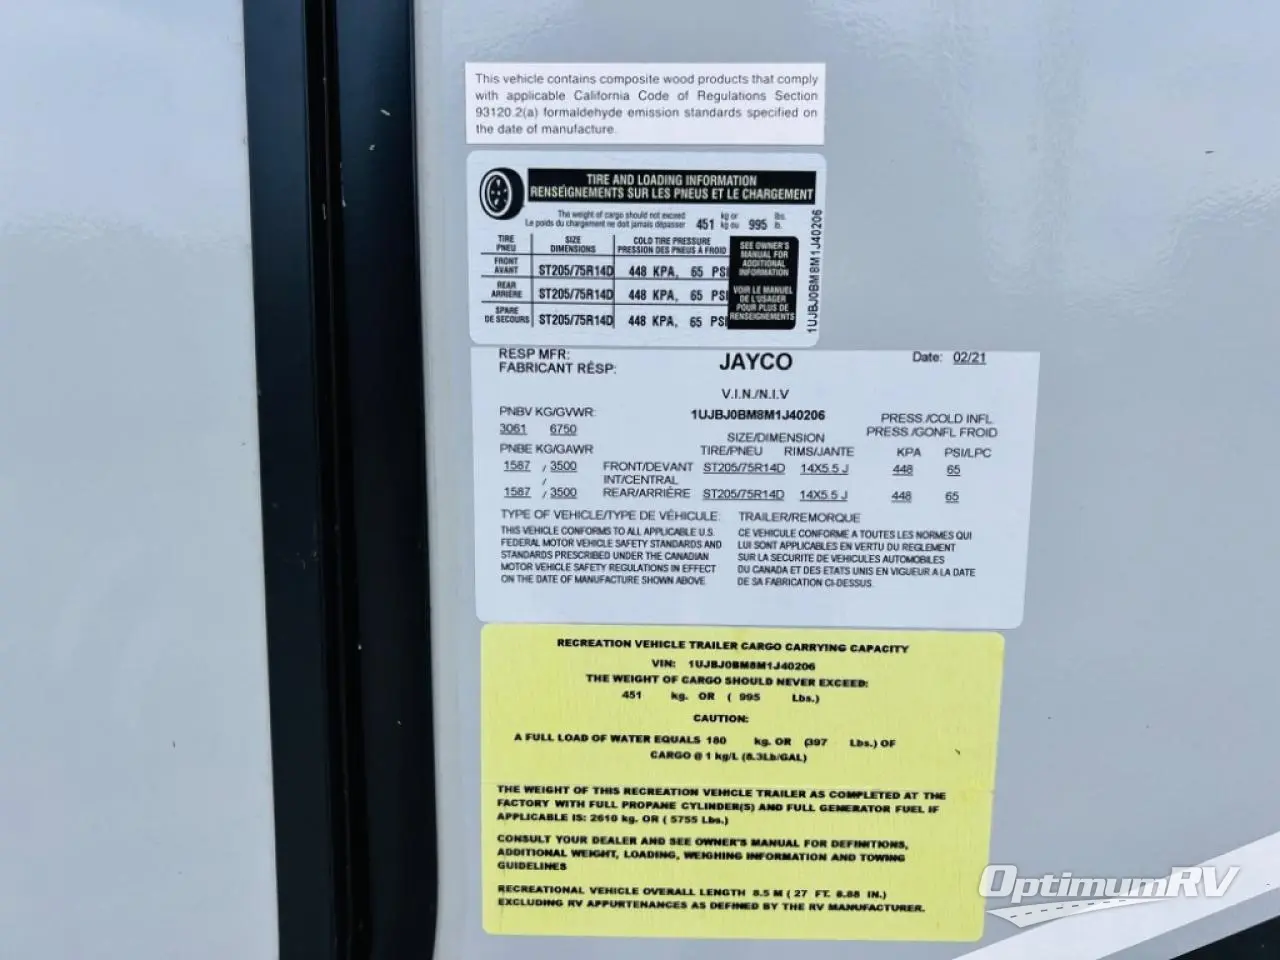 This vehicle contains composite wood products that comply
with applicable California Code of Regulations Section
93120.2(a) formaldehyde emission standards specified on
the date of manufacture.
TIRE AND LOADING INFORMATION
RENSEIGNEMENTS SUR LES PNEUS ET LE CHARGEMENT
The weight of cargo should not exceed 451 kg or 995 lbs.
Le poids du chargement ne doit jamais dépasser kg ou lb.
TIRE SIZE COLD TIRE PRESSURE
PNEU DIMENSIONS PRESSION DES PNEUS À FROID
FRONT
AVANT ST205/75R14D 448 KPA, 65 PSI
REAR
ARRIÈRE ST205/75R14D 448 KPA, 65 PSI
SPARE
DE SECOURS ST205/75R14D 448 KPA, 65 PSI
SEE OWNER'S
MANUAL FOR
ADDITIONAL
INFORMATION
VOIR LE MANUEL
DE L'USAGER
POUR PLUS DE
RENSEIGNEMENTS
1UJBJ0BM8M1J40206
RESP MFR: JAYCO Date: 02/21
FABRICANT RÉSP:
V.I.N./N.I.V
PNBV KG/GVWR: 1UJBJ0BM8M1J40206 PRESS./COLD INFL.
3061 6750 PRESS./GONFL FROID
SIZE/DIMENSION
PNBE KG/GAWR TIRE/PNEU RIMS/JANTE KPA PSI/LPC
1587 / 3500 FRONT/DEVANT ST205/75R14D 14X5.5 J 448 65
/ INT/CENTRAL
1587 / 3500 REAR/ARRIÈRE ST205/75R14D 14X5.5 J 448 65
TYPE OF VEHICLE/TYPE DE VÉHICULE: TRAILER/REMORQUE
THIS VEHICLE CONFORMS TO ALL APPLICABLE U.S.
FEDERAL MOTOR VEHICLE SAFETY STANDARDS AND
STANDARDS PRESCRIBED UNDER THE CANADIAN
MOTOR VEHICLE SAFETY REGULATIONS IN EFFECT
ON THE DATE OF MANUFACTURE SHOWN ABOVE.
CE VEHICULE CONFORME A TOUTES LES NORMES QUI
LUI SONT APPLICABLES EN VERTU DU REGLEMENT
SUR LA SECURITE DE VEHICULES AUTOMOBILES
DU CANADA ET DES ETATS UNIS EN VIGUEUR A LA DATE
DE SA FABRICATION CI-DESSUS.
RECREATION VEHICLE TRAILER CARGO CARRYING CAPACITY
VIN: 1UJBJ0BM8M1J40206
THE WEIGHT OF CARGO SHOULD NEVER EXCEED:
451 kg. OR ( 995 Lbs.)
CAUTION:
A FULL LOAD OF WATER EQUALS 180 kg. OR (397 Lbs.) OF
CARGO @ 1 kg/L (8.3Lb/GAL)
THE WEIGHT OF THIS RECREATION VEHICLE TRAILER AS COMPLETED AT THE
FACTORY WITH FULL PROPANE CYLINDER(S) AND FULL GENERATOR FUEL IF
APPLICABLE IS: 2610 kg. OR ( 5755 Lbs.)
CONSULT YOUR DEALER AND SEE OWNER'S MANUAL FOR DEFINITIONS,
ADDITIONAL WEIGHT, LOADING, WEIGHING INFORMATION AND TOWING
GUIDELINES
RECREATIONAL VEHICLE OVERALL LENGTH 8.5 M ( 27 FT. 8.88 IN.)
EXCLUDING RV APPURTENANCES AS DEFINED BY THE RV MANUFACTURER.
OptimumRV